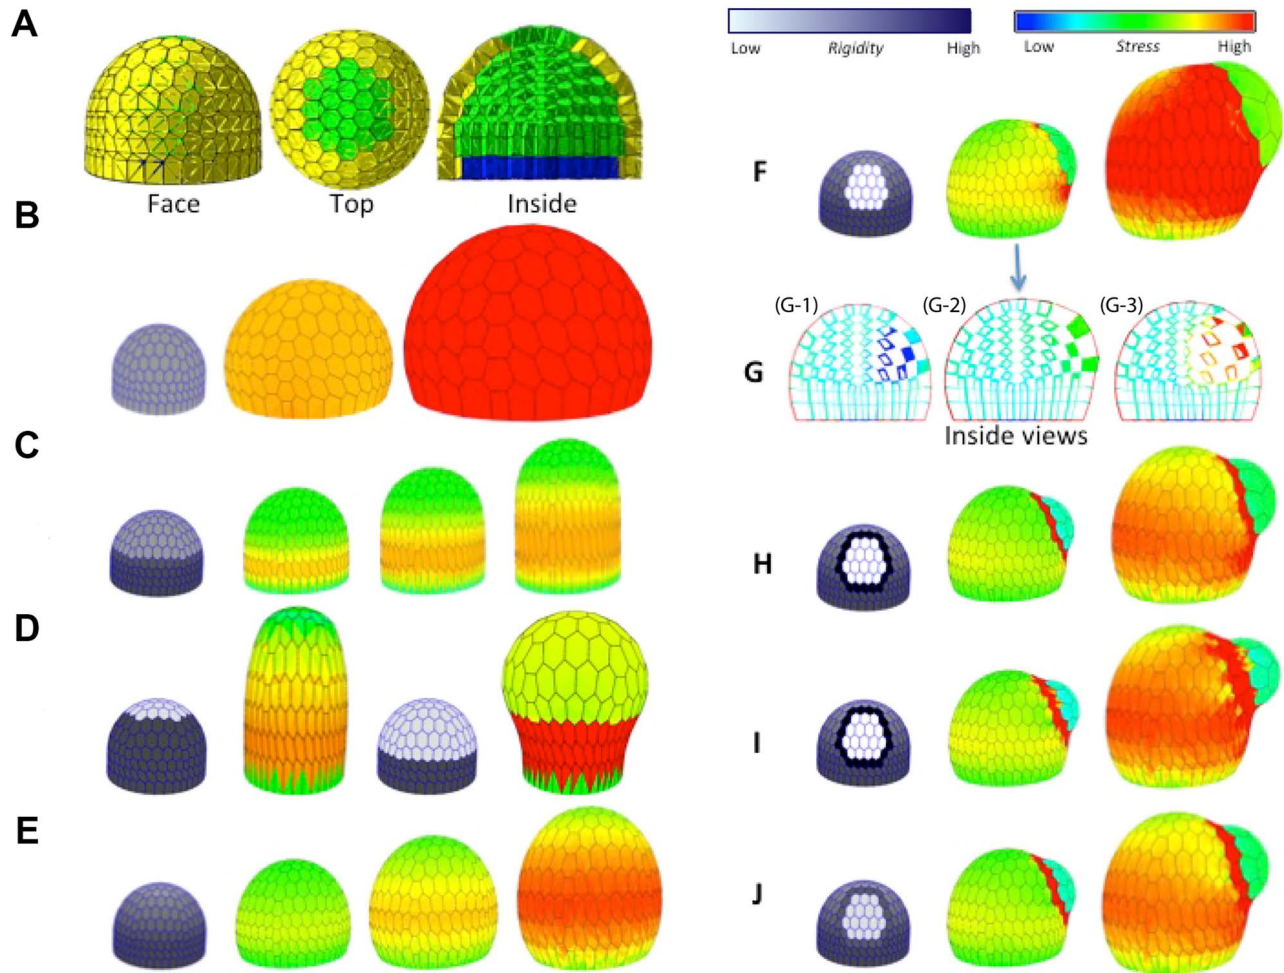 A
Face Top Inside
B
C
D
E
Low Rigidity High
Low Stress High
F
(G-1) (G-2) (G-3)
G
Inside views
H
I
J